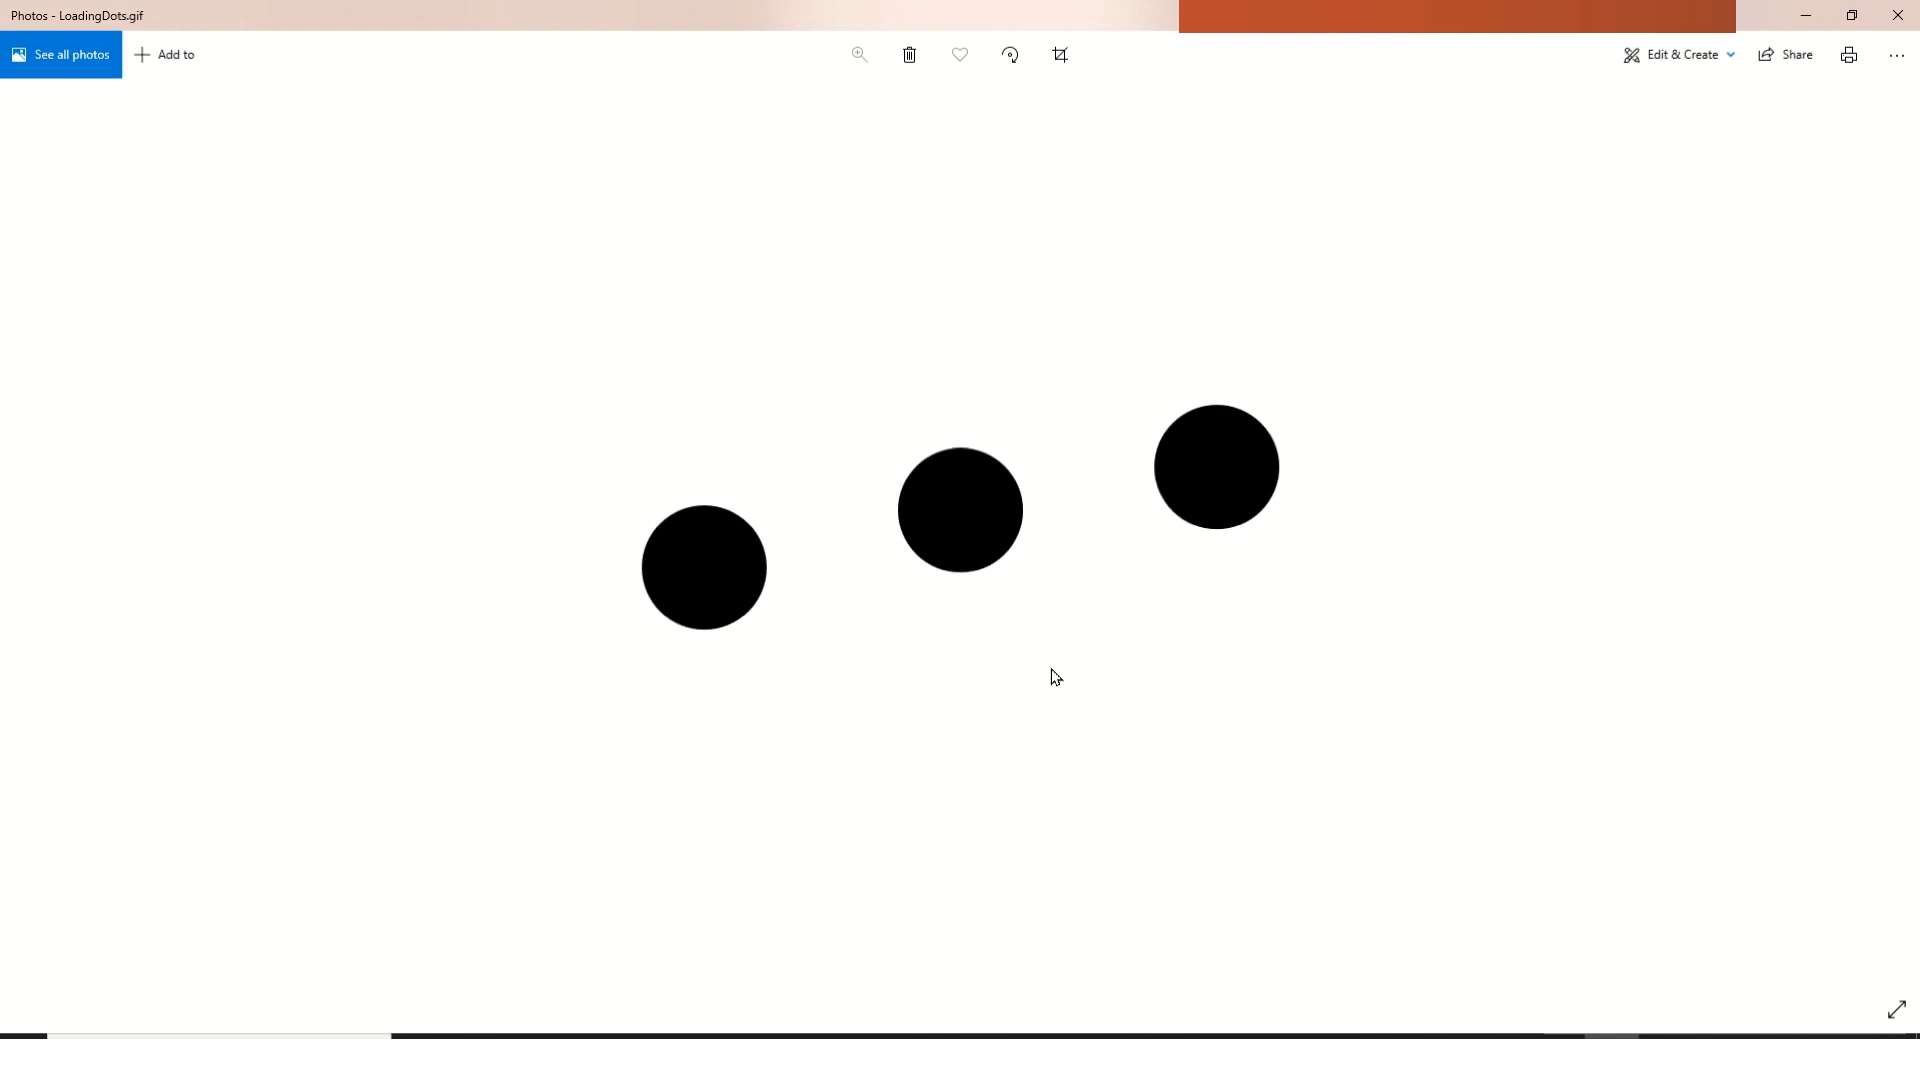 Photos - LoadingDots.gif
See all photos
Add to
Edit & Create
Share